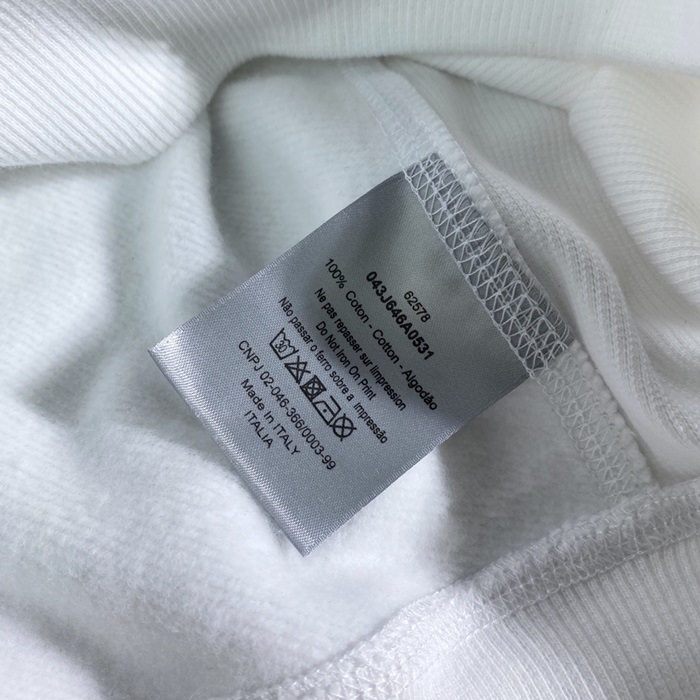 62578
043J646A0531
100% Coton - Cotton - Algodão
Ne pas repasser sur limpression
Do Not Iron On Print
Não passar o ferro sobre a impressão
30
CNPJ 02.046-366/0003-99
Made in ITALY
ITALIA